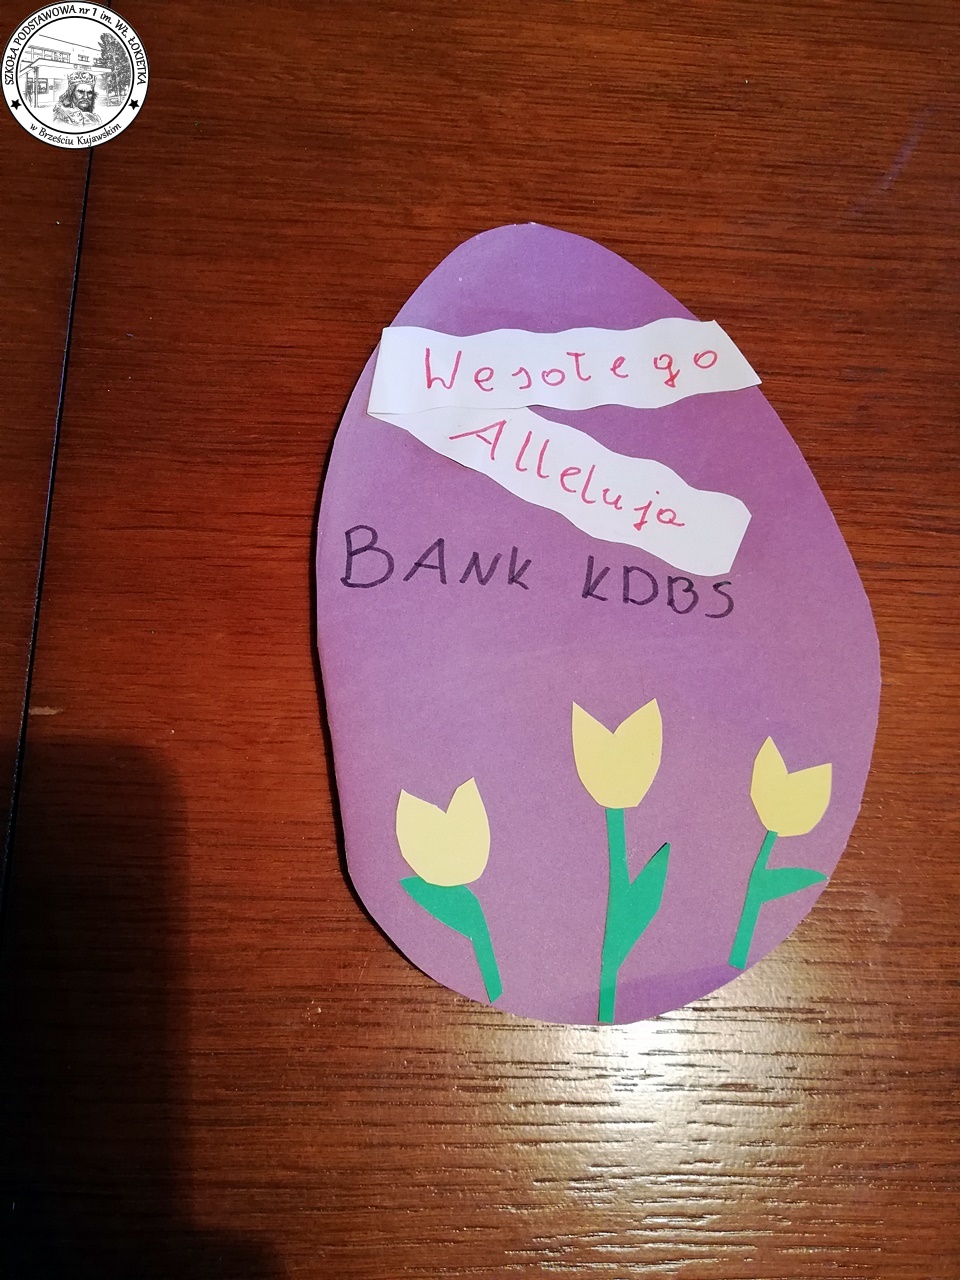 SZKOŁA PODSTAWOWA nr 1 im. WŁ. ŁOKIETKA
w Brześciu Kujawskim
Wesołego
Alleluja
BANK KDBS